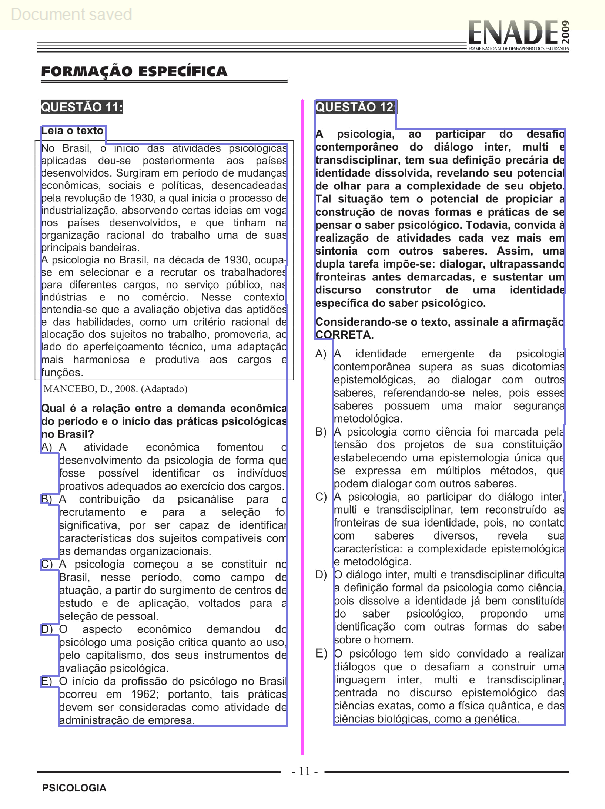 Document saved
ENADE 2009
EXAME NACIONAL DE DESEMPENHO DOS ESTUDANTES
FORMAÇÃO ESPECÍFICA
QUESTÃO 11:
Leia o texto
No Brasil, o início das atividades psicológicas
aplicadas deu-se posteriormente aos países
desenvolvidos. Surgiram em período de mudanças
econômicas, sociais e políticas, desencadeadas
pela revolução de 1930, a qual inicia o processo de
industrialização, absorvendo certas ideias em voga
nos países desenvolvidos, e que tinham na
organização racional do trabalho uma de suas
principais bandeiras.
A psicologia no Brasil, na década de 1930, ocupa-
se em selecionar e a recrutar os trabalhadores
para diferentes cargos, no serviço público, nas
indústrias e no comércio. Nesse contexto,
entendia-se que a avaliação objetiva das aptidões
e das habilidades, como um critério racional de
alocação dos sujeitos no trabalho, promoveria, ao
lado do aperfeiçoamento técnico, uma adaptação
mais harmoniosa e produtiva aos cargos e
funções.
MANCEBO, D., 2008. (Adaptado)
Qual é a relação entre a demanda econômica
do período e o início das práticas psicológicas
no Brasil?
A) A atividade econômica fomentou o
desenvolvimento da psicologia de forma que
fosse possível identificar os indivíduos
proativos adequados ao exercício dos cargos.
B) A contribuição da psicanálise para o
recrutamento e para a seleção foi
significativa, por ser capaz de identificar
características dos sujeitos compatíveis com
as demandas organizacionais.
C) A psicologia começou a se constituir no
Brasil, nesse período, como campo de
atuação, a partir do surgimento de centros de
estudo e de aplicação, voltados para a
seleção de pessoal.
D) O aspecto econômico demandou do
psicólogo uma posição crítica quanto ao uso,
pelo capitalismo, dos seus instrumentos de
avaliação psicológica.
E) O início da profissão do psicólogo no Brasil
ocorreu em 1962; portanto, tais práticas
devem ser consideradas como atividade de
administração de empresa.
QUESTÃO 12:
A psicologia, ao participar do desafio
contemporâneo do diálogo inter, multi e
transdisciplinar, tem sua definição precária de
identidade dissolvida, revelando seu potencial
de olhar para a complexidade de seu objeto.
Tal situação tem o potencial de propiciar a
construção de novas formas e práticas de se
pensar o saber psicológico. Todavia, convida à
realização de atividades cada vez mais em
sintonia com outros saberes. Assim, uma
dupla tarefa impõe-se: dialogar, ultrapassando
fronteiras antes demarcadas, e sustentar um
discurso construtor de uma identidade
específica do saber psicológico.
Considerando-se o texto, assinale a afirmação
CORRETA.
A) A identidade emergente da psicologia
contemporânea supera as suas dicotomias
epistemológicas, ao dialogar com outros
saberes, referendando-se neles, pois esses
saberes possuem uma maior segurança
metodológica.
B) A psicologia como ciência foi marcada pela
tensão dos projetos de sua constituição,
estabelecendo uma epistemologia única que
se expressa em múltiplos métodos, que
podem dialogar com outros saberes.
C) A psicologia, ao participar do diálogo inter,
multi e transdisciplinar, tem reconstruído as
fronteiras de sua identidade, pois, no contato
com saberes diversos, revela sua
característica: a complexidade epistemológica
e metodológica.
D) O diálogo inter, multi e transdisciplinar dificulta
a definição formal da psicologia como ciência,
pois dissolve a identidade já bem constituída
do saber psicológico, propondo uma
identificação com outras formas do saber
sobre o homem.
E) O psicólogo tem sido convidado a realizar
diálogos que o desafiam a construir uma
linguagem inter, multi e transdisciplinar,
centrada no discurso epistemológico das
ciências exatas, como a física quântica, e das
ciências biológicas, como a genética.
- 11 -
PSICOLOGIA